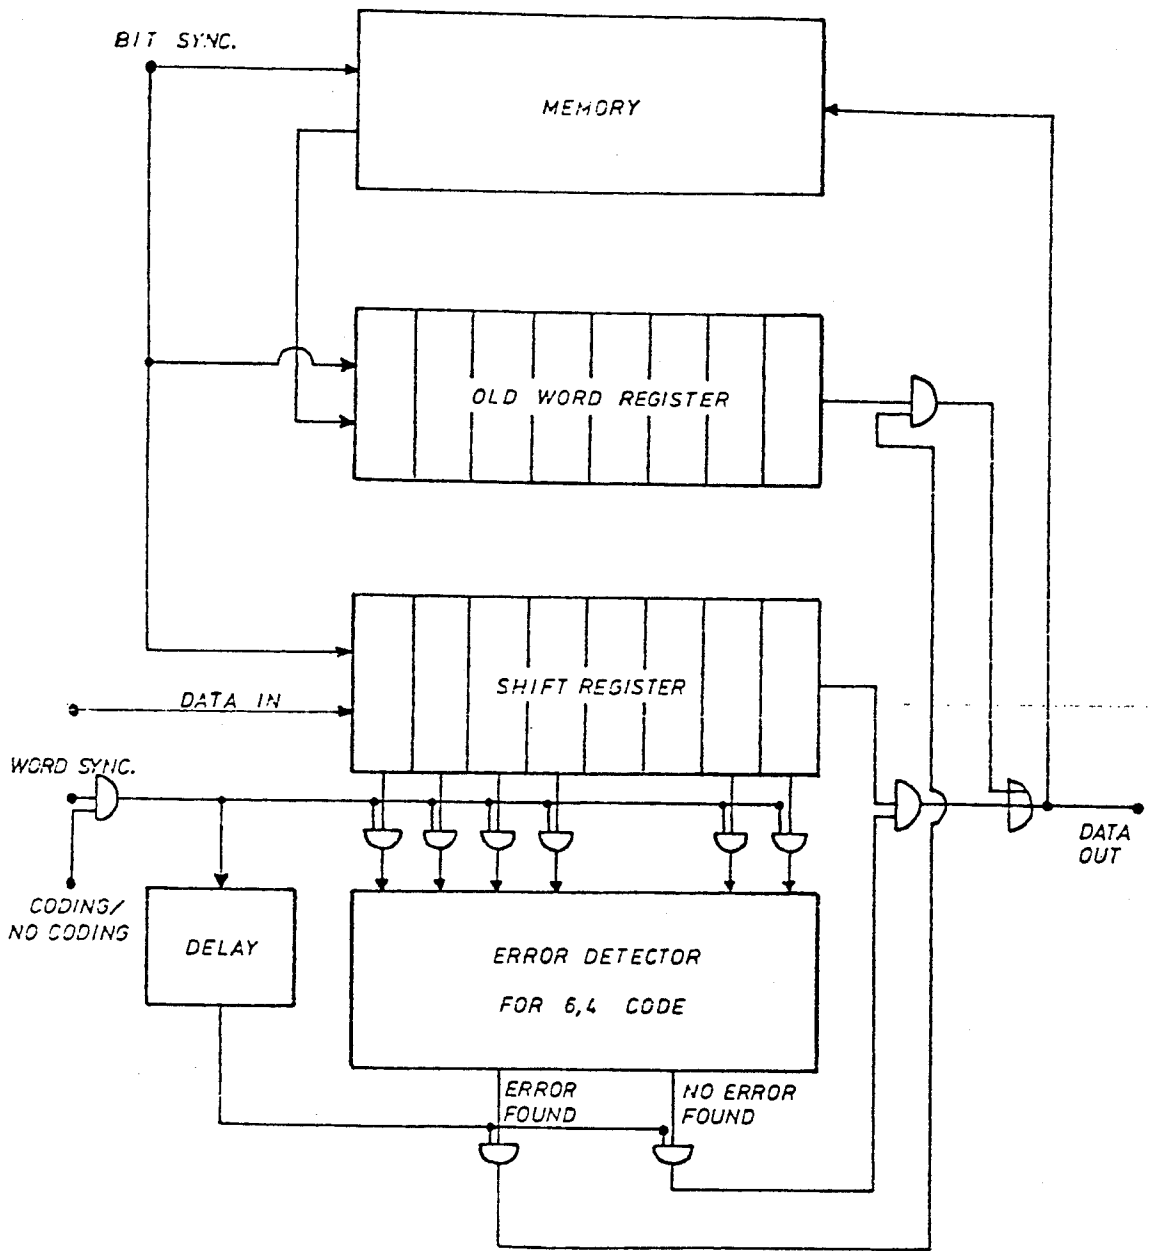 BIT SYNC.
MEMORY
OLD WORD REGISTER
SHIFT REGISTER
DATA IN
WORD SYNC.
CODING/
NO CODING
DELAY
ERROR DETECTOR
FOR 6,4 CODE
DATA
OUT
ERROR
FOUND
NO ERROR
FOUND